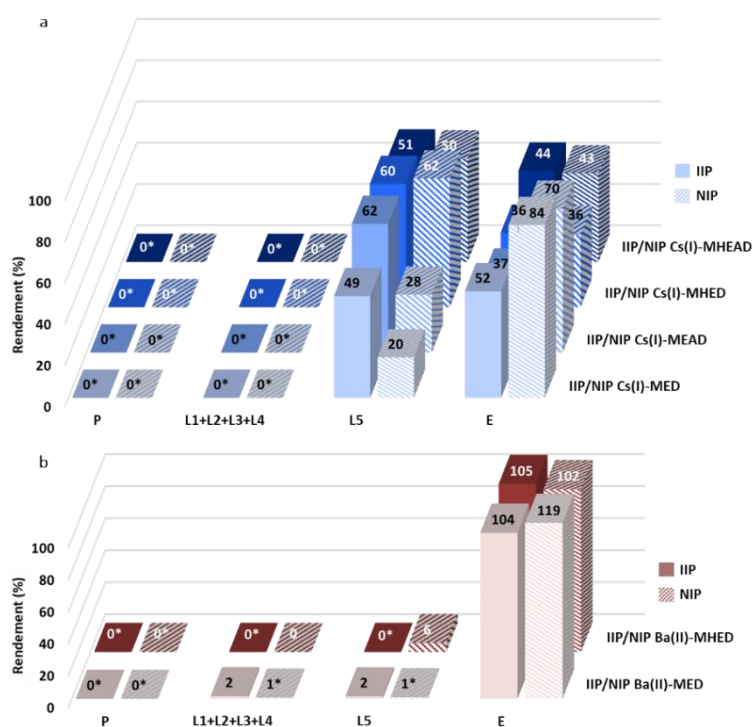 a
100
80
60
40
20
0
Rendement (%)
51 50 44 43
60 62 36 70 36
62 28 37
49 20 52 84
0* 0* 0* 0*
0* 0* 0* 0*
0* 0* 0* 0*
0* 0* 0* 0*
IIP
NIP
IIP/NIP Cs(I)-MHEAD
IIP/NIP Cs(I)-MHED
IIP/NIP Cs(I)-MEAD
IIP/NIP Cs(I)-MED
P L1+L2+L3+L4 L5 E
b
100
80
60
40
20
0
Rendement (%)
105 102
104 119
0* 0* 0* 0 0* 6
0* 0* 2 1* 2 1*
IIP
NIP
IIP/NIP Ba(II)-MHED
IIP/NIP Ba(II)-MED
P L1+L2+L3+L4 L5 E